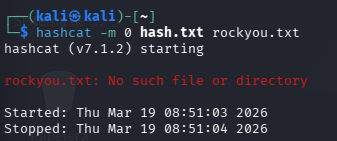 ┌──(kali㉿kali)-[~]
└─$ hashcat -m 0 hash.txt rockyou.txt
hashcat (v7.1.2) starting
rockyou.txt: No such file or directory
Started: Thu Mar 19 08:51:03 2026
Stopped: Thu Mar 19 08:51:04 2026